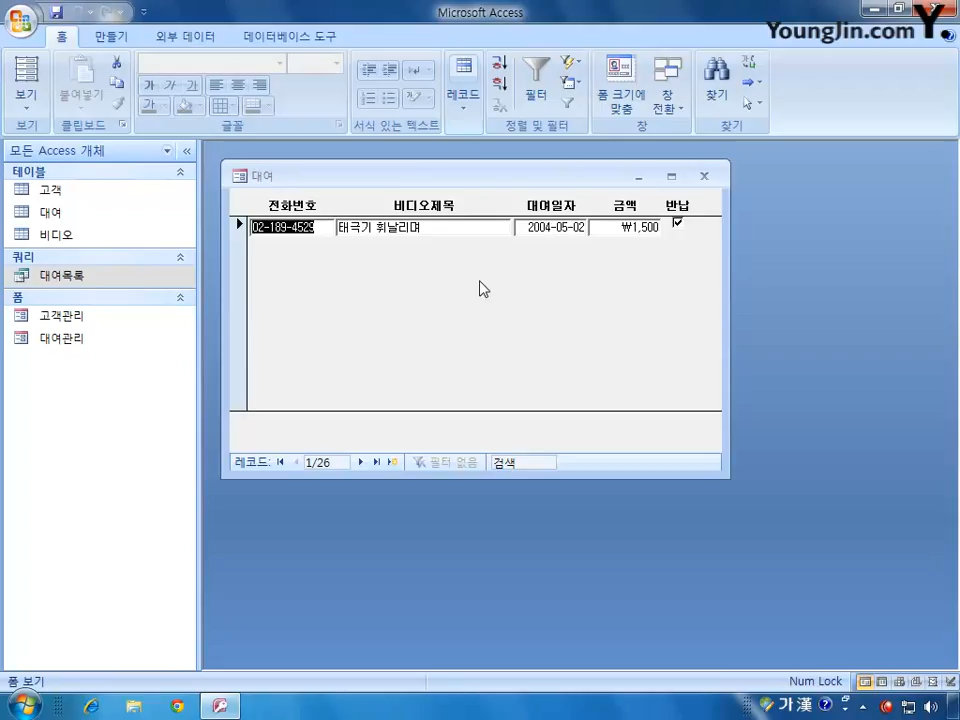 Microsoft Access
YoungJin.com Y.
홈 만들기 외부 데이터 데이터베이스 도구
보기
붙여넣기
가 가 가
가
레코드
필터
폼 크기에 맞춤
창 전환
찾기
보기 클립보드 글꼴 서식 있는 텍스트 정렬 및 필터 창 찾기
모든 Access 개체
테이블
고객
대여
비디오
쿼리
대여목록
폼
고객관리
대여관리
대여
전화번호 비디오제목 대여일자 금액 반납
02-189-4529 태극기 휘날리며 2004-05-02 ₩1,500
레코드: 1/26 필터 없음 검색
폼 보기 Num Lock
가 漢